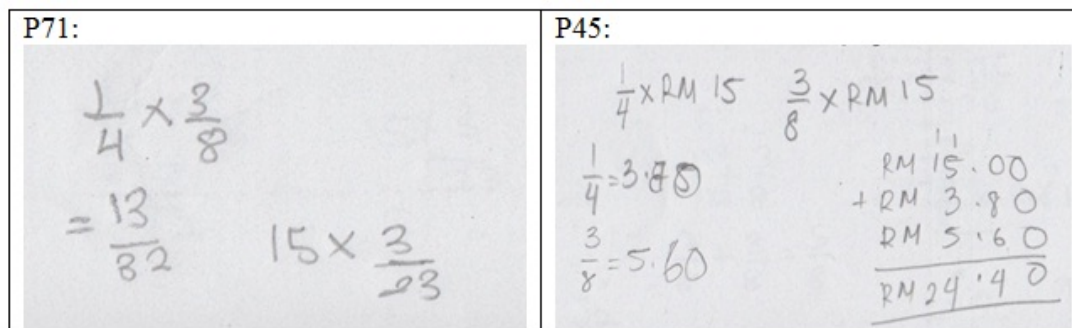 P71:
1/4 × 3/8
= 13/32
15 × 3/23
P45:
1/4 × RM 15 3/8 × RM 15
1/4 = 3.80
3/8 = 5.60
1 1
RM 15.00
+ RM 3.80
RM 5.60
RM 24.40